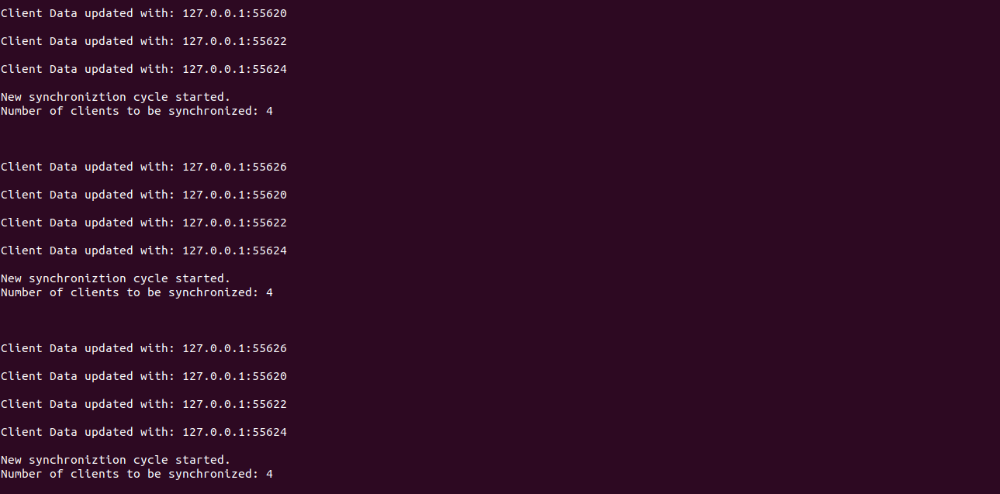 Client Data updated with: 127.0.0.1:55620
Client Data updated with: 127.0.0.1:55622
Client Data updated with: 127.0.0.1:55624
New synchroniztion cycle started.
Number of clients to be synchronized: 4
Client Data updated with: 127.0.0.1:55626
Client Data updated with: 127.0.0.1:55620
Client Data updated with: 127.0.0.1:55622
Client Data updated with: 127.0.0.1:55624
New synchroniztion cycle started.
Number of clients to be synchronized: 4
Client Data updated with: 127.0.0.1:55626
Client Data updated with: 127.0.0.1:55620
Client Data updated with: 127.0.0.1:55622
Client Data updated with: 127.0.0.1:55624
New synchroniztion cycle started.
Number of clients to be synchronized: 4